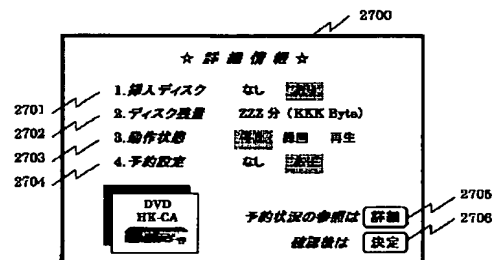 2700
☆ 詳細情報 ☆
2701 1.挿入ディスク なし
2702 2.ディスク残量 ZZZ 分 (KKK Byte)
2703 3.動作状態 録画 再生
2704 4.予約設定 なし
DVD
HK-CA
予約状況の参照は 詳細 2705
確認後は 決定 2706